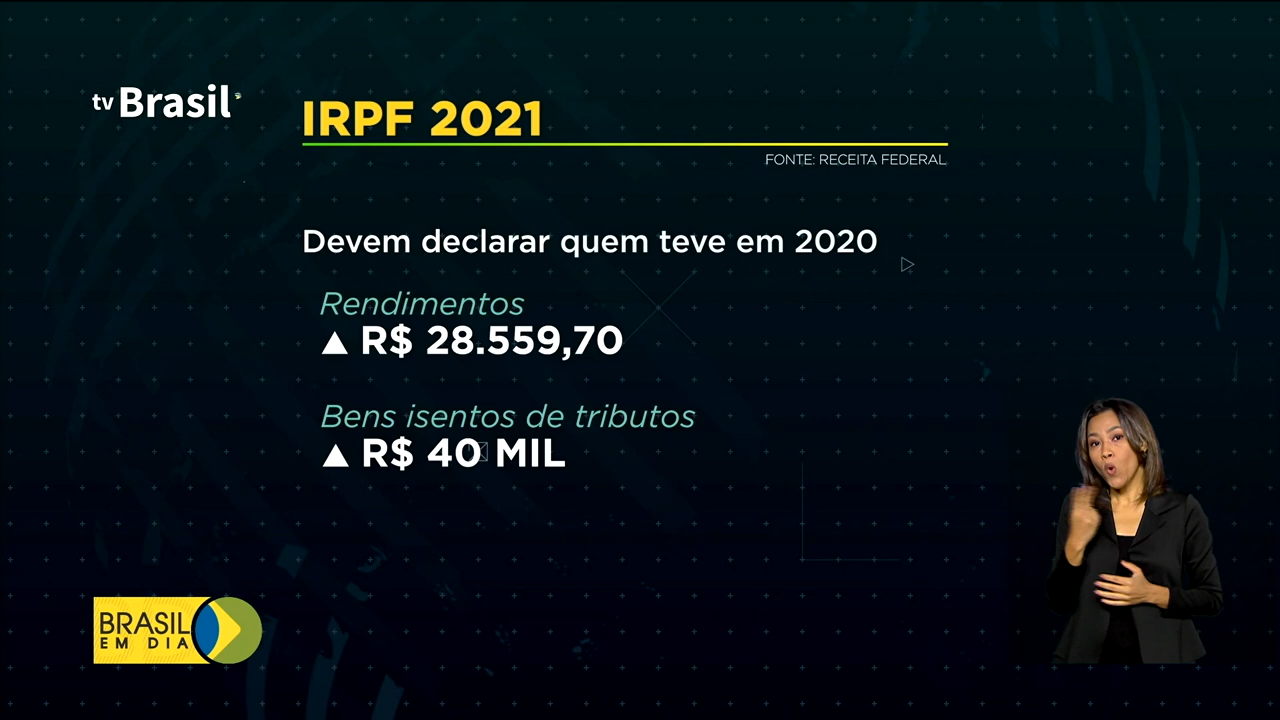 tv Brasil
IRPF 2021
FONTE: RECEITA FEDERAL
Devem declarar quem teve em 2020
Rendimentos
▲ R$ 28.559,70
Bens isentos de tributos
▲ R$ 40 MIL
BRASIL
EM DIA